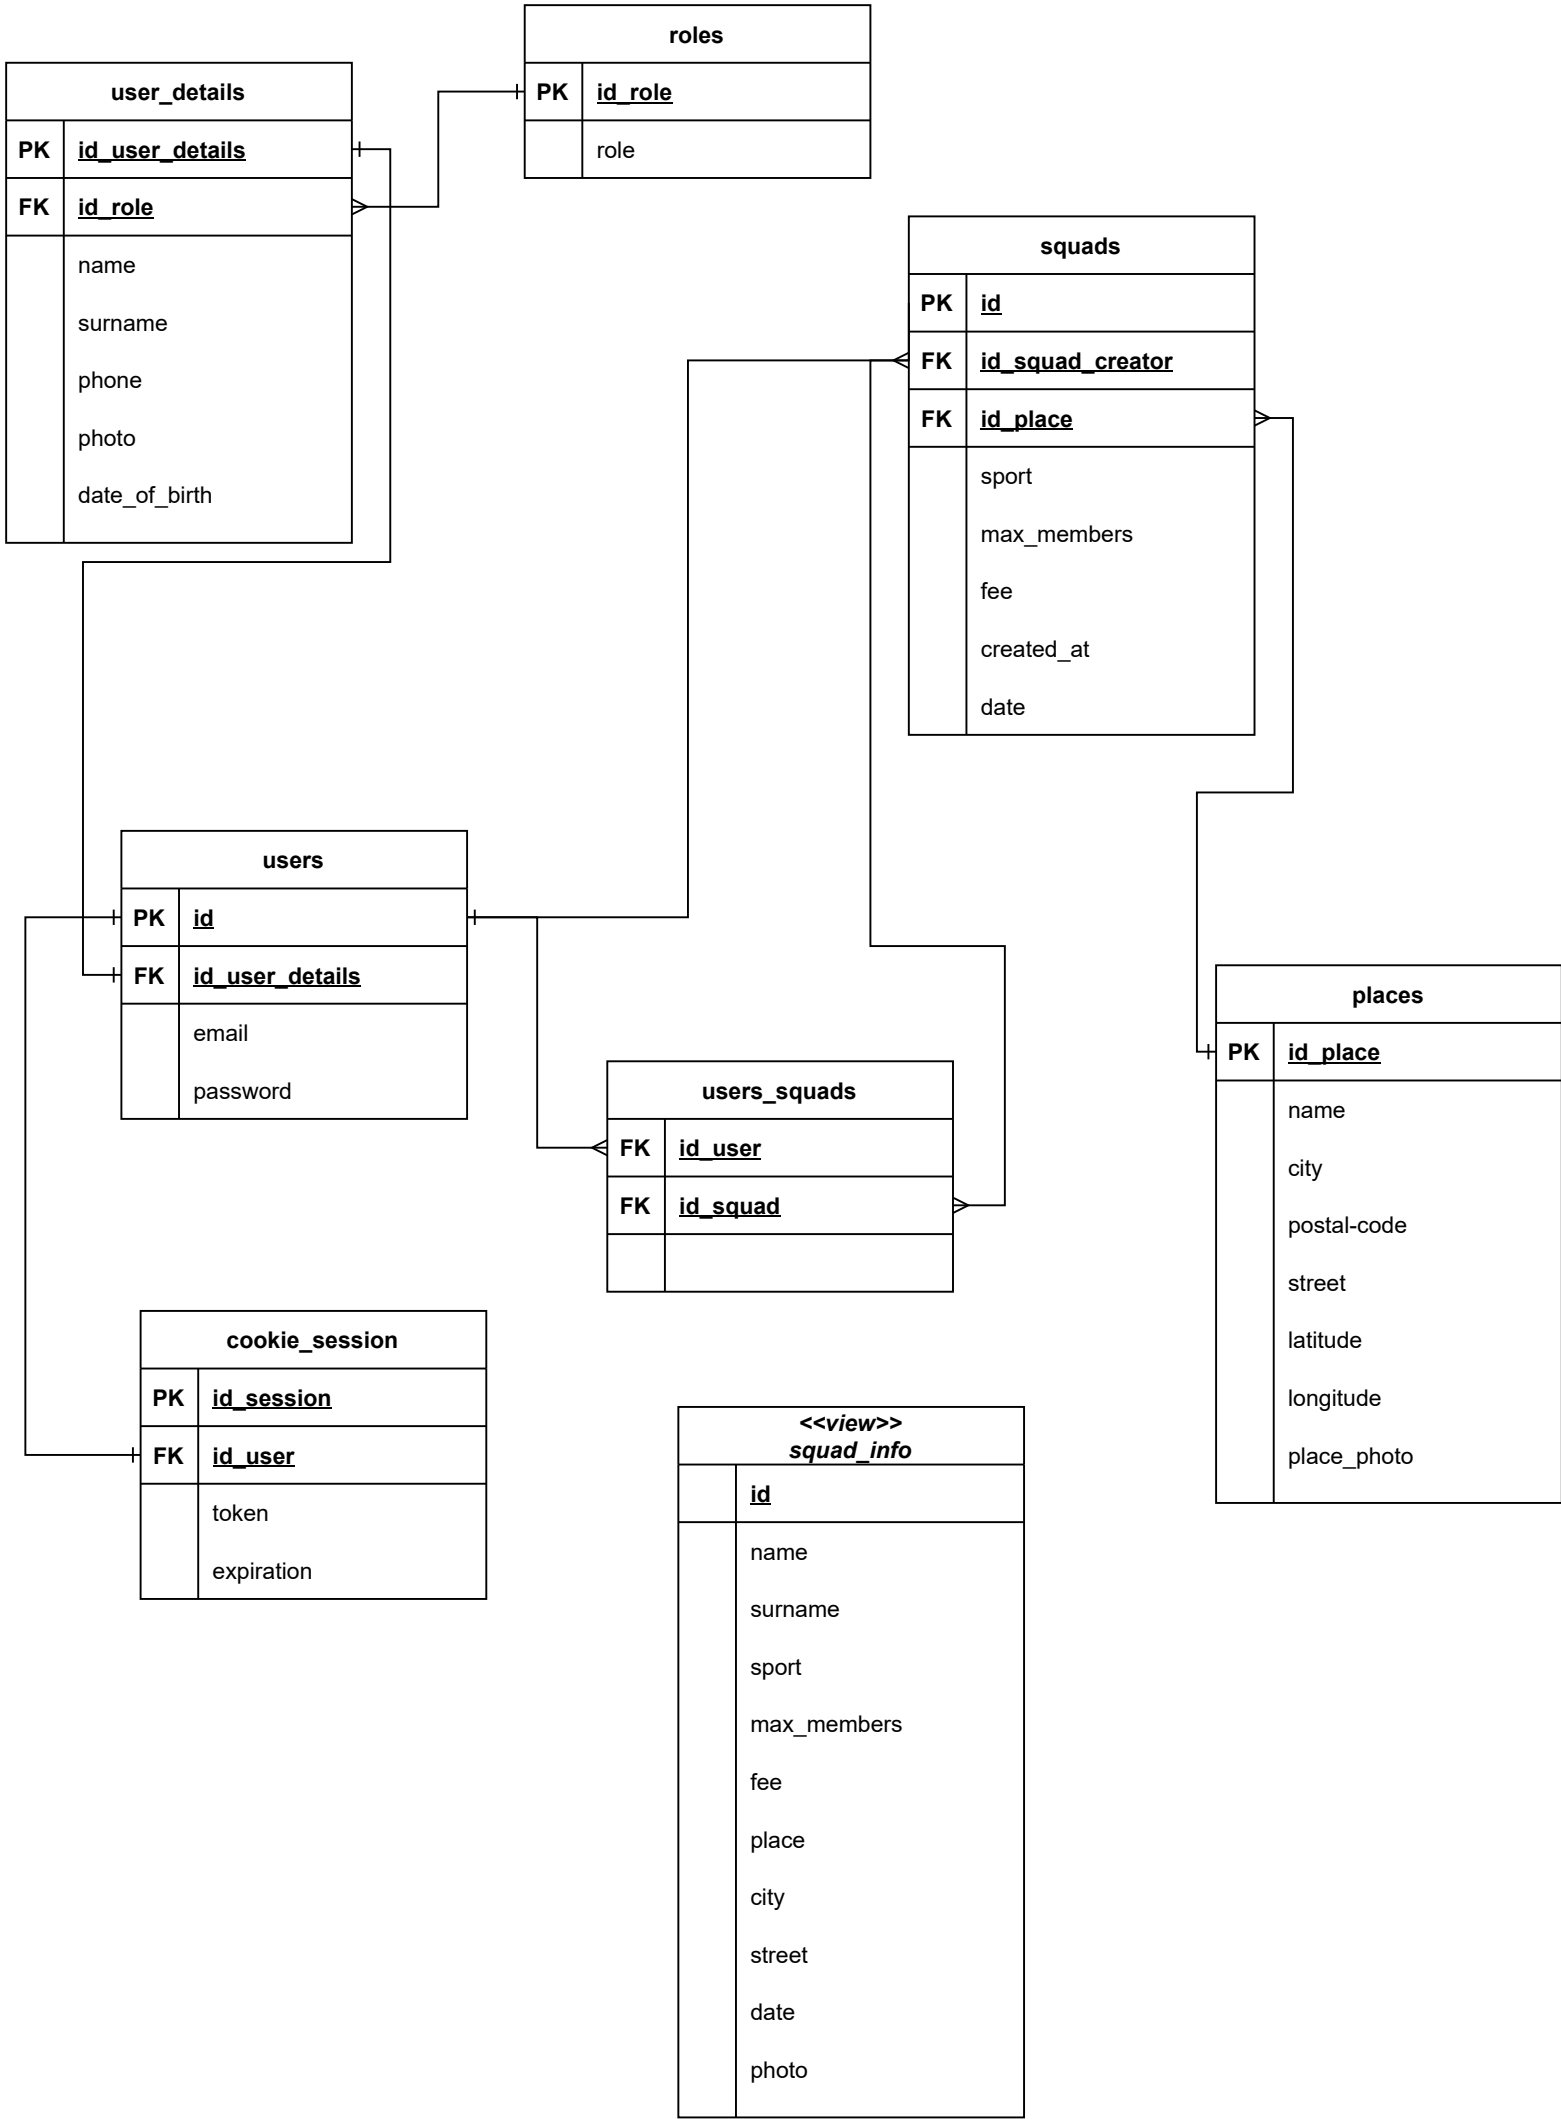 roles
PK id_role
role
user_details
PK id_user_details
FK id_role
name
surname
phone
photo
date_of_birth
squads
PK id
FK id_squad_creator
FK id_place
sport
max_members
fee
created_at
date
users
PK id
FK id_user_details
email
password
users_squads
FK id_user
FK id_squad
places
PK id_place
name
city
postal-code
street
latitude
longitude
place_photo
cookie_session
PK id_session
FK id_user
token
expiration
<<view>>
squad_info
id
name
surname
sport
max_members
fee
place
city
street
date
photo